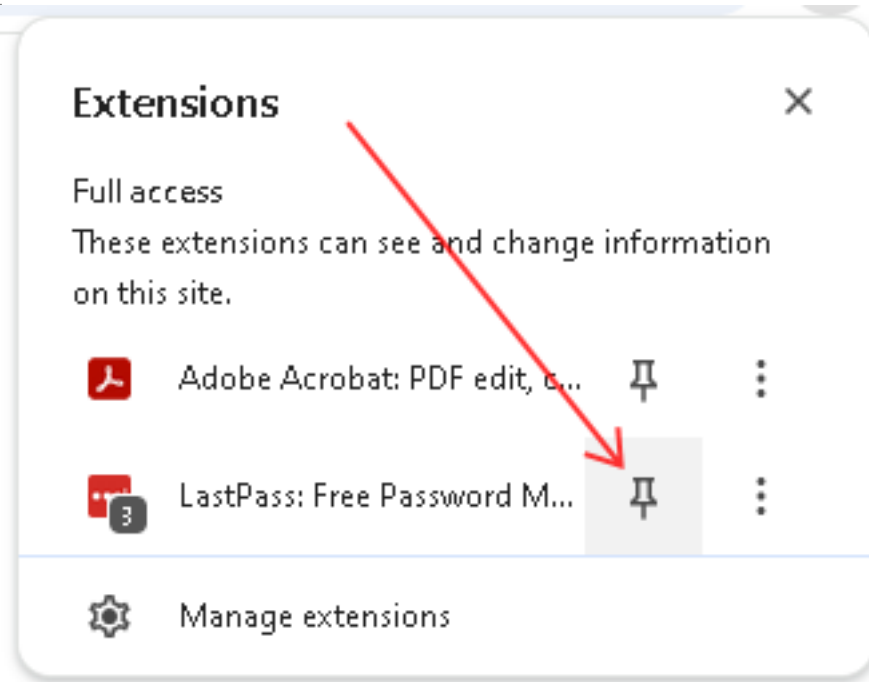 Extensions
Full access
These extensions can see and change information
on this site.
Adobe Acrobat: PDF edit, c...
LastPass: Free Password M...
3
Manage extensions